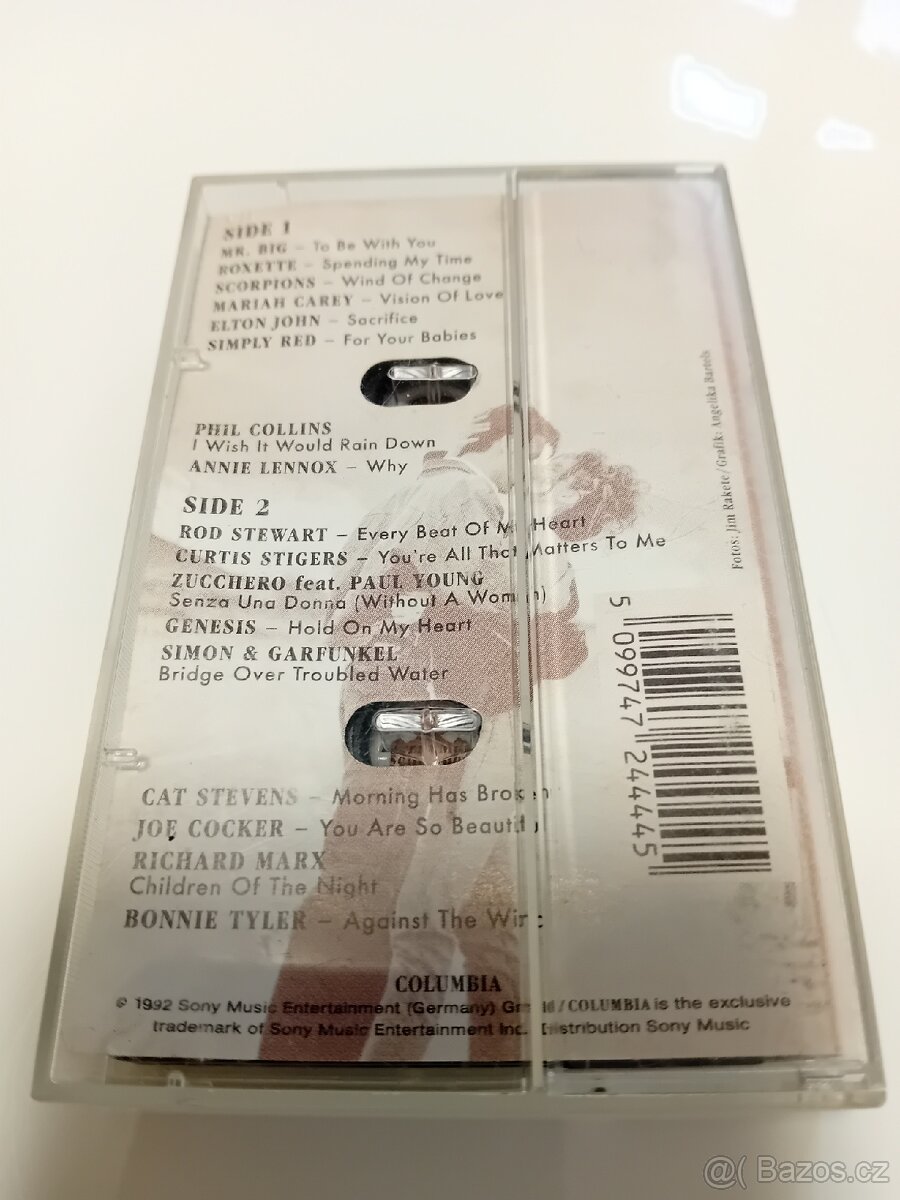 SIDE 1
MR. BIG – To Be With You
ROXETTE – Spending My Time
SCORPIONS – Wind Of Change
MARIAH CAREY – Vision Of Love
ELTON JOHN – Sacrifice
SIMPLY RED – For Your Babies
PHIL COLLINS
I Wish It Would Rain Down
ANNIE LENNOX – Why
SIDE 2
ROD STEWART – Every Beat Of My Heart
CURTIS STIGERS – You're All That Matters To Me
ZUCCHERO feat. PAUL YOUNG
Senza Una Donna (Without A Woman)
GENESIS – Hold On My Heart
SIMON & GARFUNKEL
Bridge Over Troubled Water
CAT STEVENS – Morning Has Broken
JOE COCKER – You Are So Beautiful
RICHARD MARX
Children Of The Night
BONNIE TYLER – Against The Wind
COLUMBIA
© 1992 Sony Music Entertainment (Germany) GmbH/COLUMBIA is the exclusive
trademark of Sony Music Entertainment Inc. Distribution Sony Music
Fotos: Jim Rakete/Grafik: Angelika Bartels
5 099747 244445
@( Bazos.cz